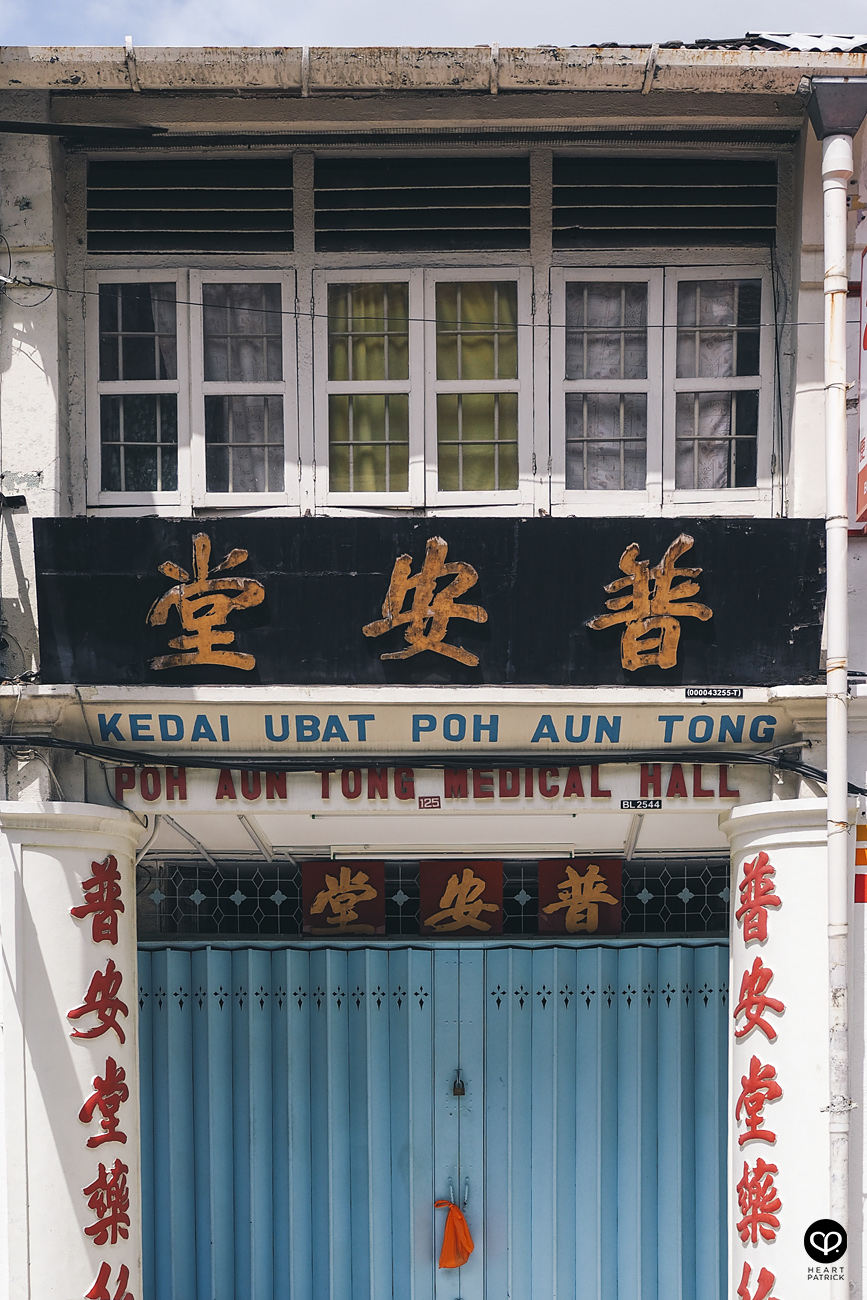 普安堂
(000043255-T)
KEDAI UBAT POH AUN TONG
POH AUN TONG MEDICAL HALL
125
BL2544
普安堂
普安堂藥
普安堂藥
HEART
PATRICK